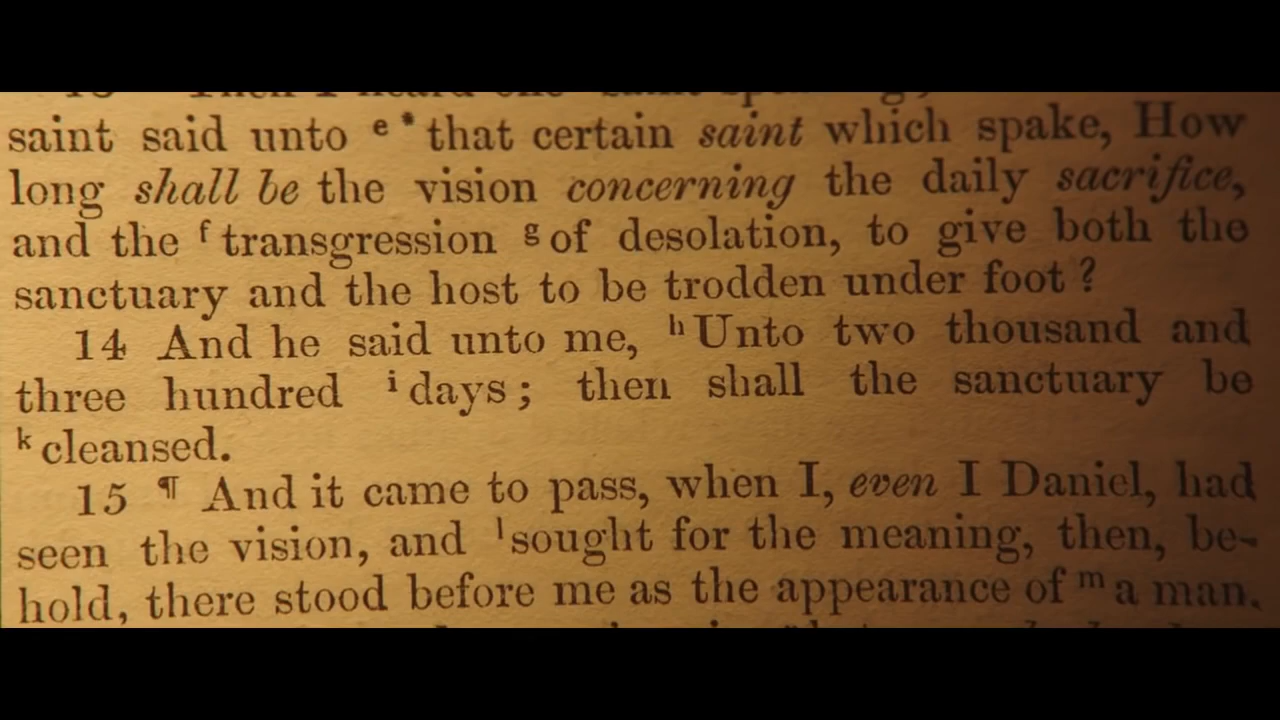 saint said unto e * that certain saint which spake, How
long shall be the vision concerning the daily sacrifice,
and the f transgression g of desolation, to give both the
sanctuary and the host to be trodden under foot ?
14 And he said unto me, h Unto two thousand and
three hundred i days ; then shall the sanctuary be
k cleansed.
15 ¶ And it came to pass, when I, even I Daniel, had
seen the vision, and l sought for the meaning, then, be-
hold, there stood before me as the appearance of m a man.